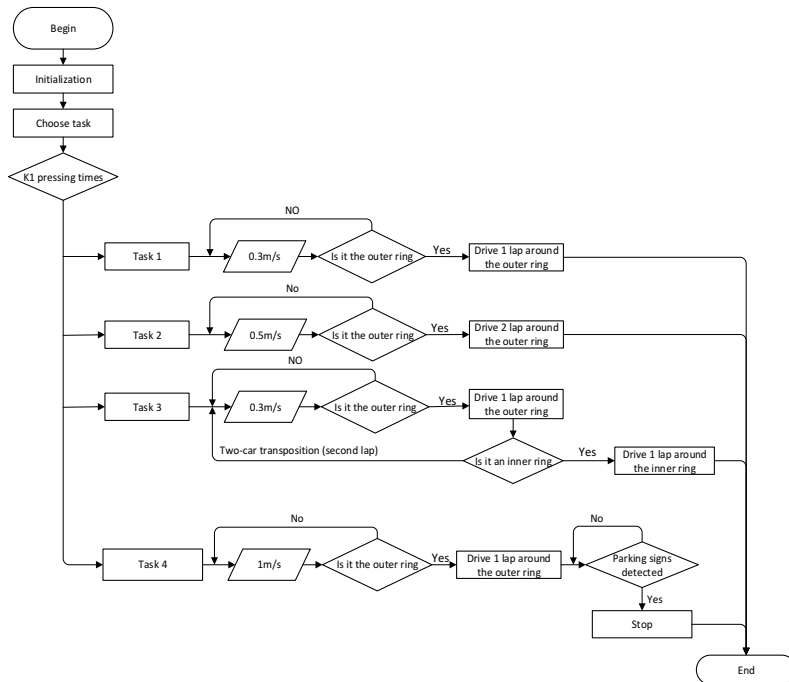 Begin
Initialization
Choose task
K1 pressing times
NO
Task 1
0.3m/s
Is it the outer ring
Yes
Drive 1 lap around
the outer ring
No
Task 2
0.5m/s
Is it the outer ring
Yes
Drive 2 lap around
the outer ring
NO
Task 3
0.3m/s
Is it the outer ring
Yes
Drive 1 lap around
the outer ring
Two-car transposition (second lap)
Is it an inner ring
Yes
Drive 1 lap around
the inner ring
No
Task 4
1m/s
Is it the outer ring
Yes
Drive 1 lap around
the outer ring
No
Parking signs
detected
Yes
Stop
End